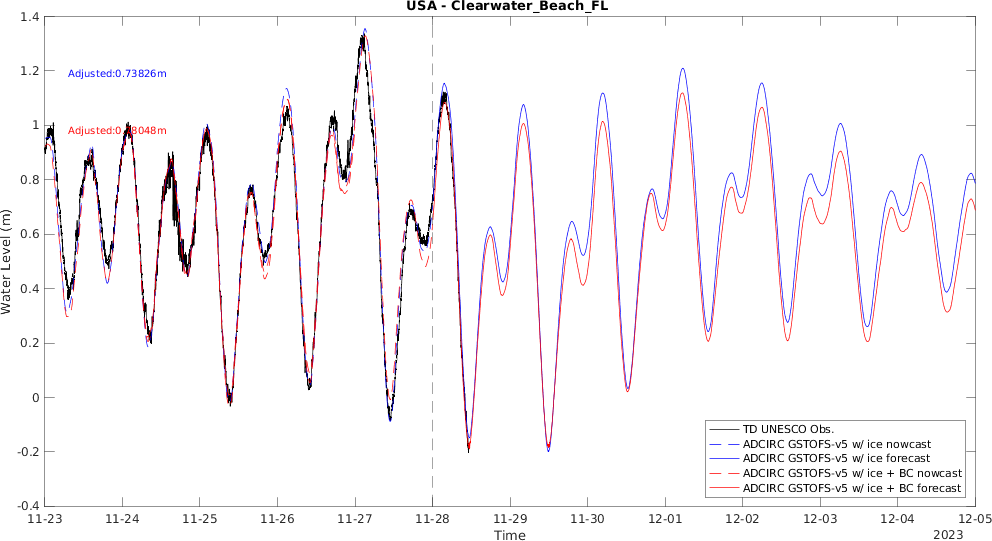 USA - Clearwater_Beach_FL
1.4
1.2
1
0.8
0.6
0.4
0.2
0
-0.2
-0.4
Water Level (m)
Adjusted:0.73826m
TD UNESCO Obs.
ADCIRC GSTOFS-v5 w/ ice nowcast
ADCIRC GSTOFS-v5 w/ ice forecast
ADCIRC GSTOFS-v5 w/ ice + BC nowcast
ADCIRC GSTOFS-v5 w/ ice + BC forecast
11-23 11-24 11-25 11-26 11-27 11-28 11-29 11-30 12-01 12-02 12-03 12-04 12-05
Time
2023